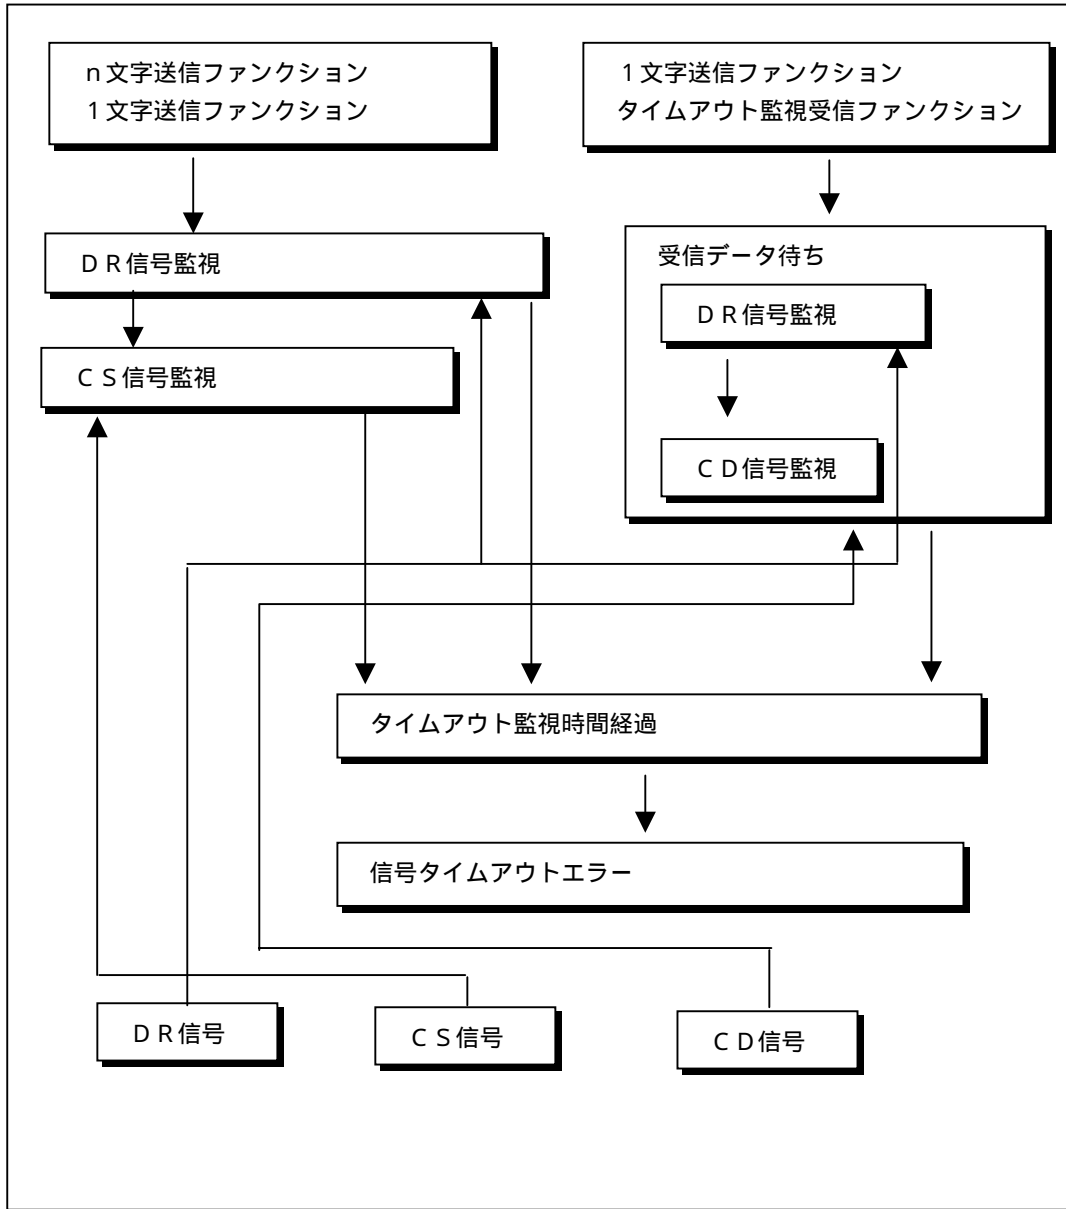 ｎ文字送信ファンクション
１文字送信ファンクション
１文字送信ファンクション
タイムアウト監視受信ファンクション
ＤＲ信号監視
受信データ待ち
ＤＲ信号監視
ＣＳ信号監視
ＣＤ信号監視
タイムアウト監視時間経過
信号タイムアウトエラー
ＤＲ信号
ＣＳ信号
ＣＤ信号